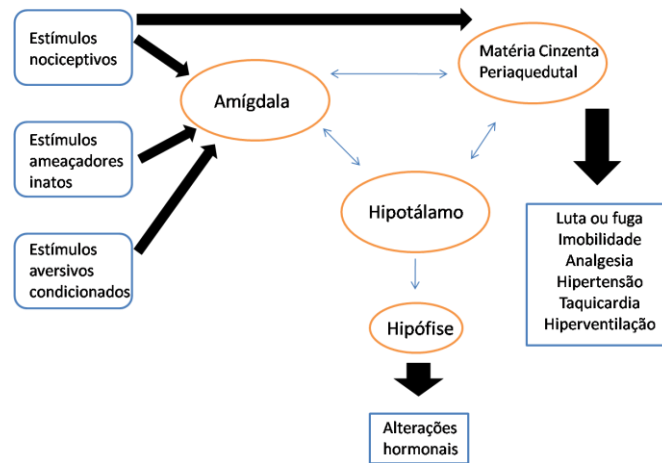 Estímulos
nociceptivos
Matéria Cinzenta
Periaquedutal
Amígdala
Estímulos
ameaçadores
inatos
Hipotálamo
Estímulos
aversivos
condicionados
Luta ou fuga
Imobilidade
Analgesia
Hipertensão
Taquicardia
Hiperventilação
Hipófise
Alterações
hormonais